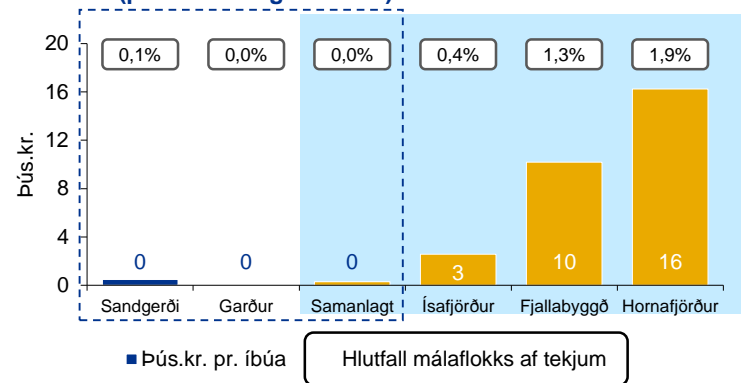 20
16
12
8
4
0
Þús.kr.
0,1% 0,0% 0,0% 0,4% 1,3% 1,9%
0 0 0 3 10 16
Sandgerði Garður Samanlagt Ísafjörður Fjallabyggð Hornafjörður
Þús.kr. pr. íbúa Hlutfall málaflokks af tekjum